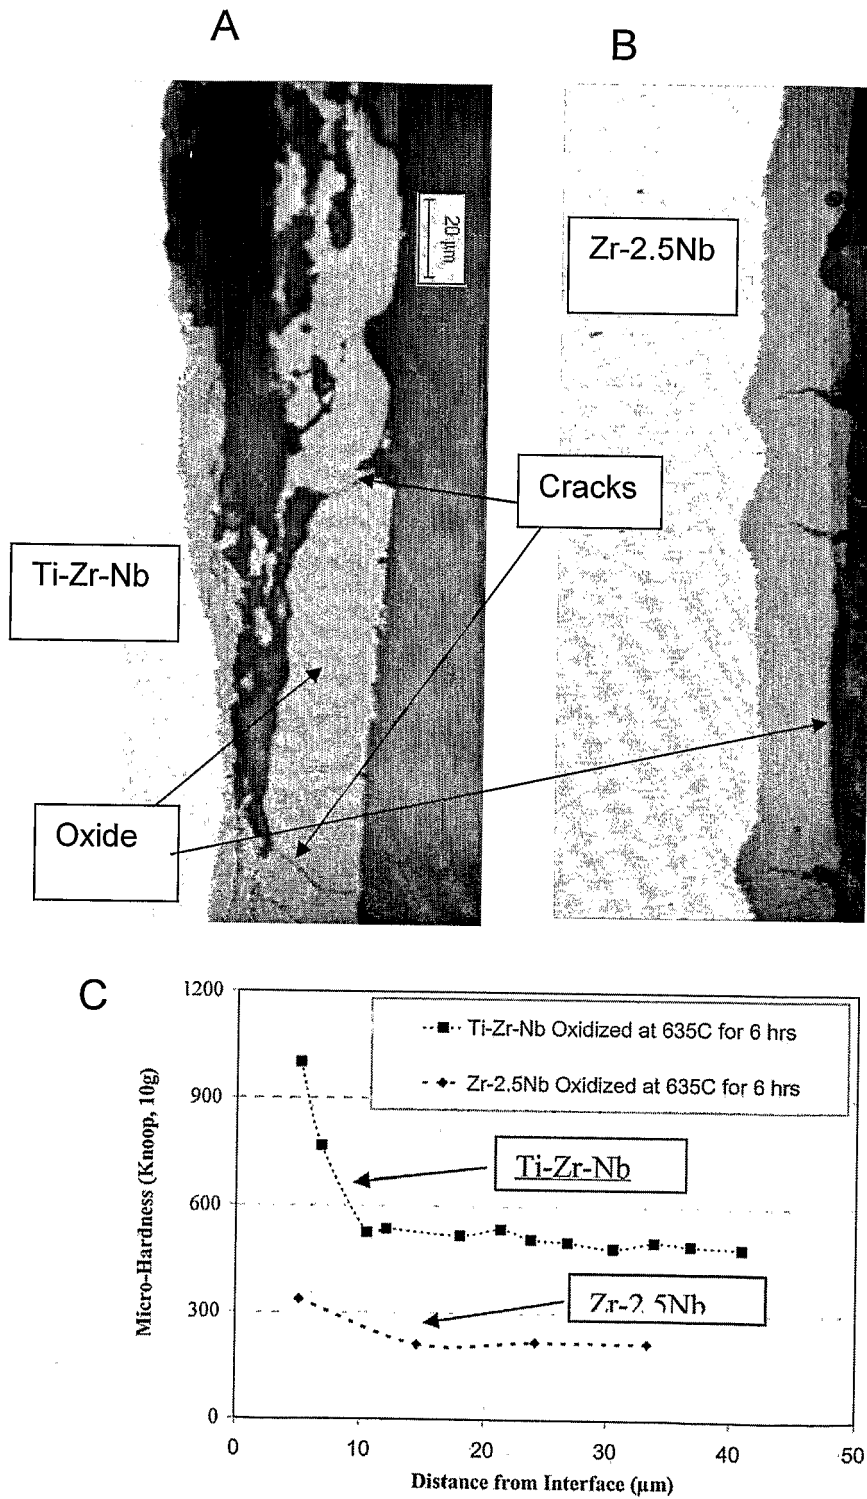 A
B
20 µm
Zr-2.5Nb
Cracks
Ti-Zr-Nb
Oxide
C
1200
900
600
300
0
Micro-Hardness (Knoop, 10g)
Ti-Zr-Nb Oxidized at 635C for 6 hrs
Zr-2.5Nb Oxidized at 635C for 6 hrs
Ti-Zr-Nb
Zr-2.5Nb
0 10 20 30 40 50
Distance from Interface (µm)